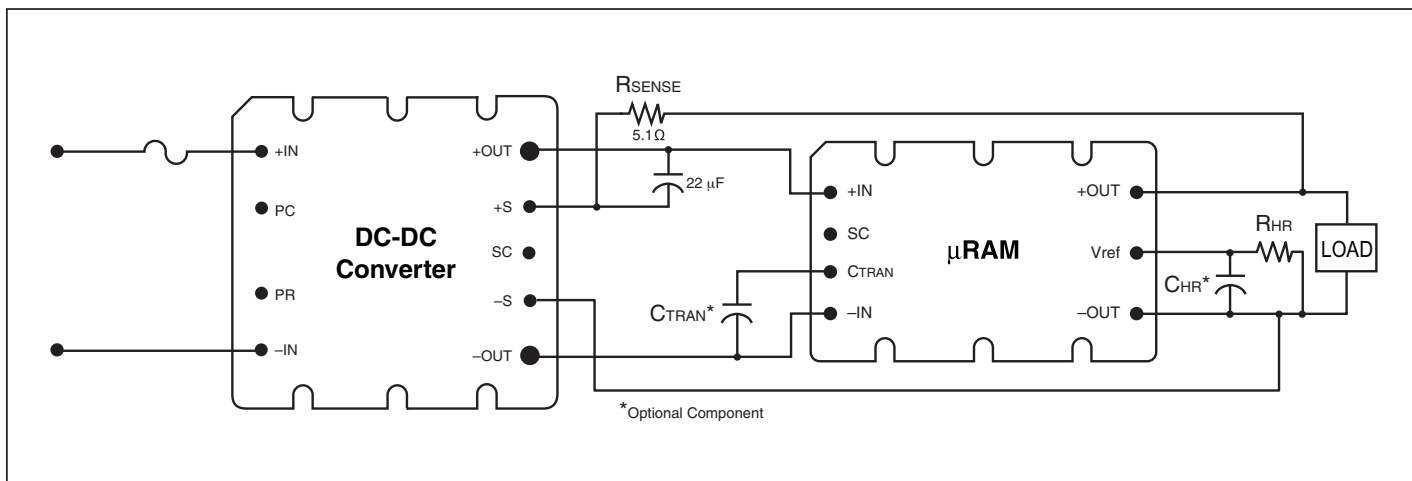 RSENSE
5.1Ω
+IN
PC
PR
–IN
DC-DC
Converter
+OUT
+S
SC
–S
–OUT
22 μF
CTRAN*
+IN
SC
CTRAN
–IN
μRAM
+OUT
Vref
–OUT
RHR
CHR*
LOAD
*Optional Component